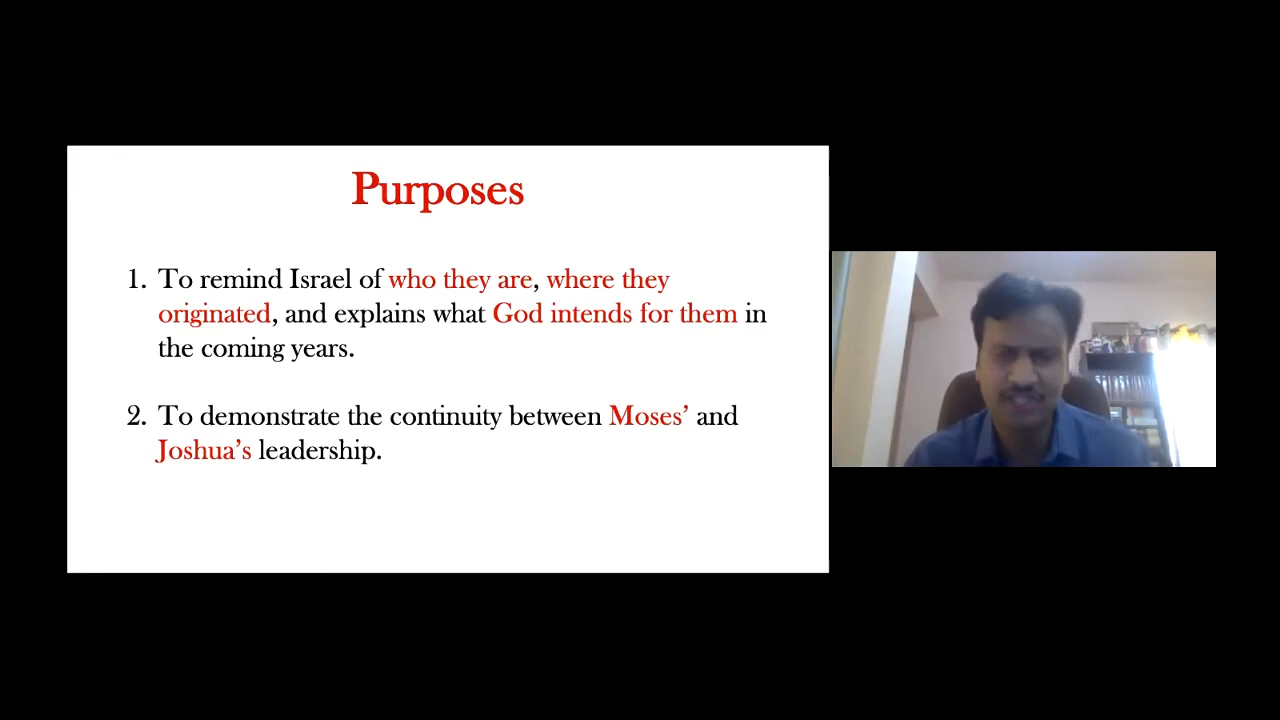 Purposes
1. To remind Israel of who they are, where they
originated, and explains what God intends for them in
the coming years.
2. To demonstrate the continuity between Moses’ and
Joshua’s leadership.